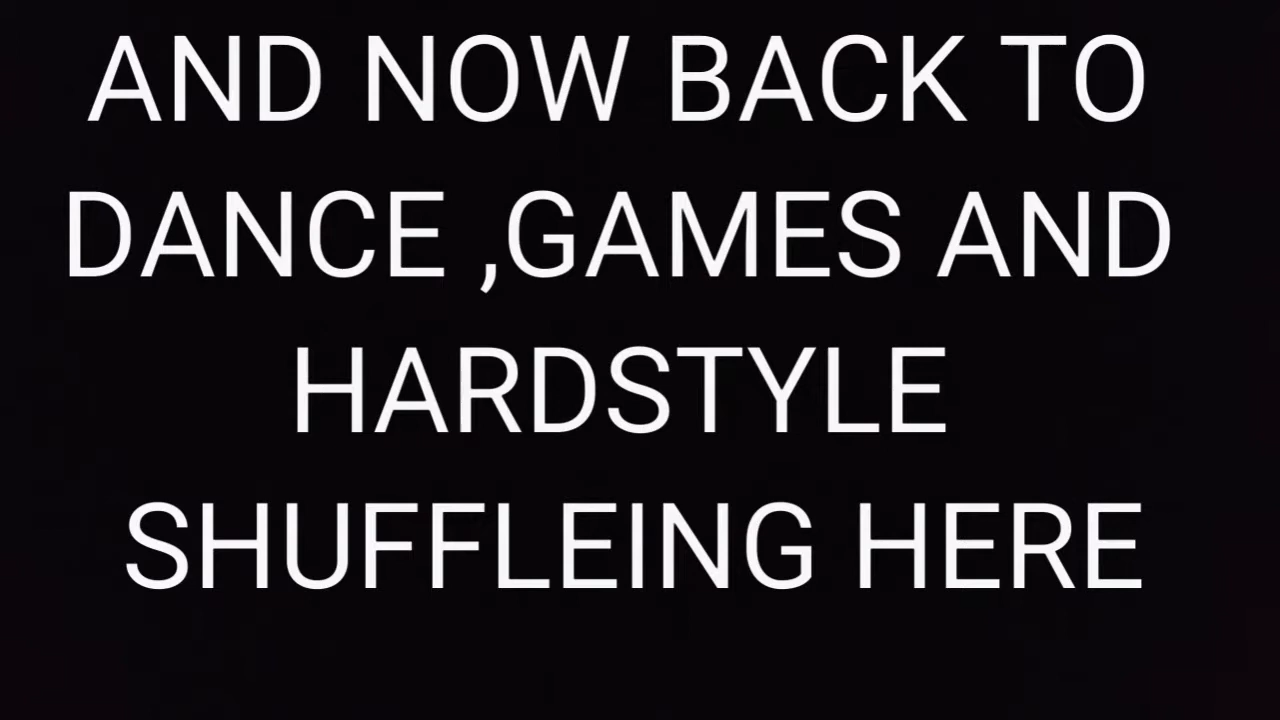 AND NOW BACK TO
DANCE ,GAMES AND
HARDSTYLE
SHUFFLEING HERE